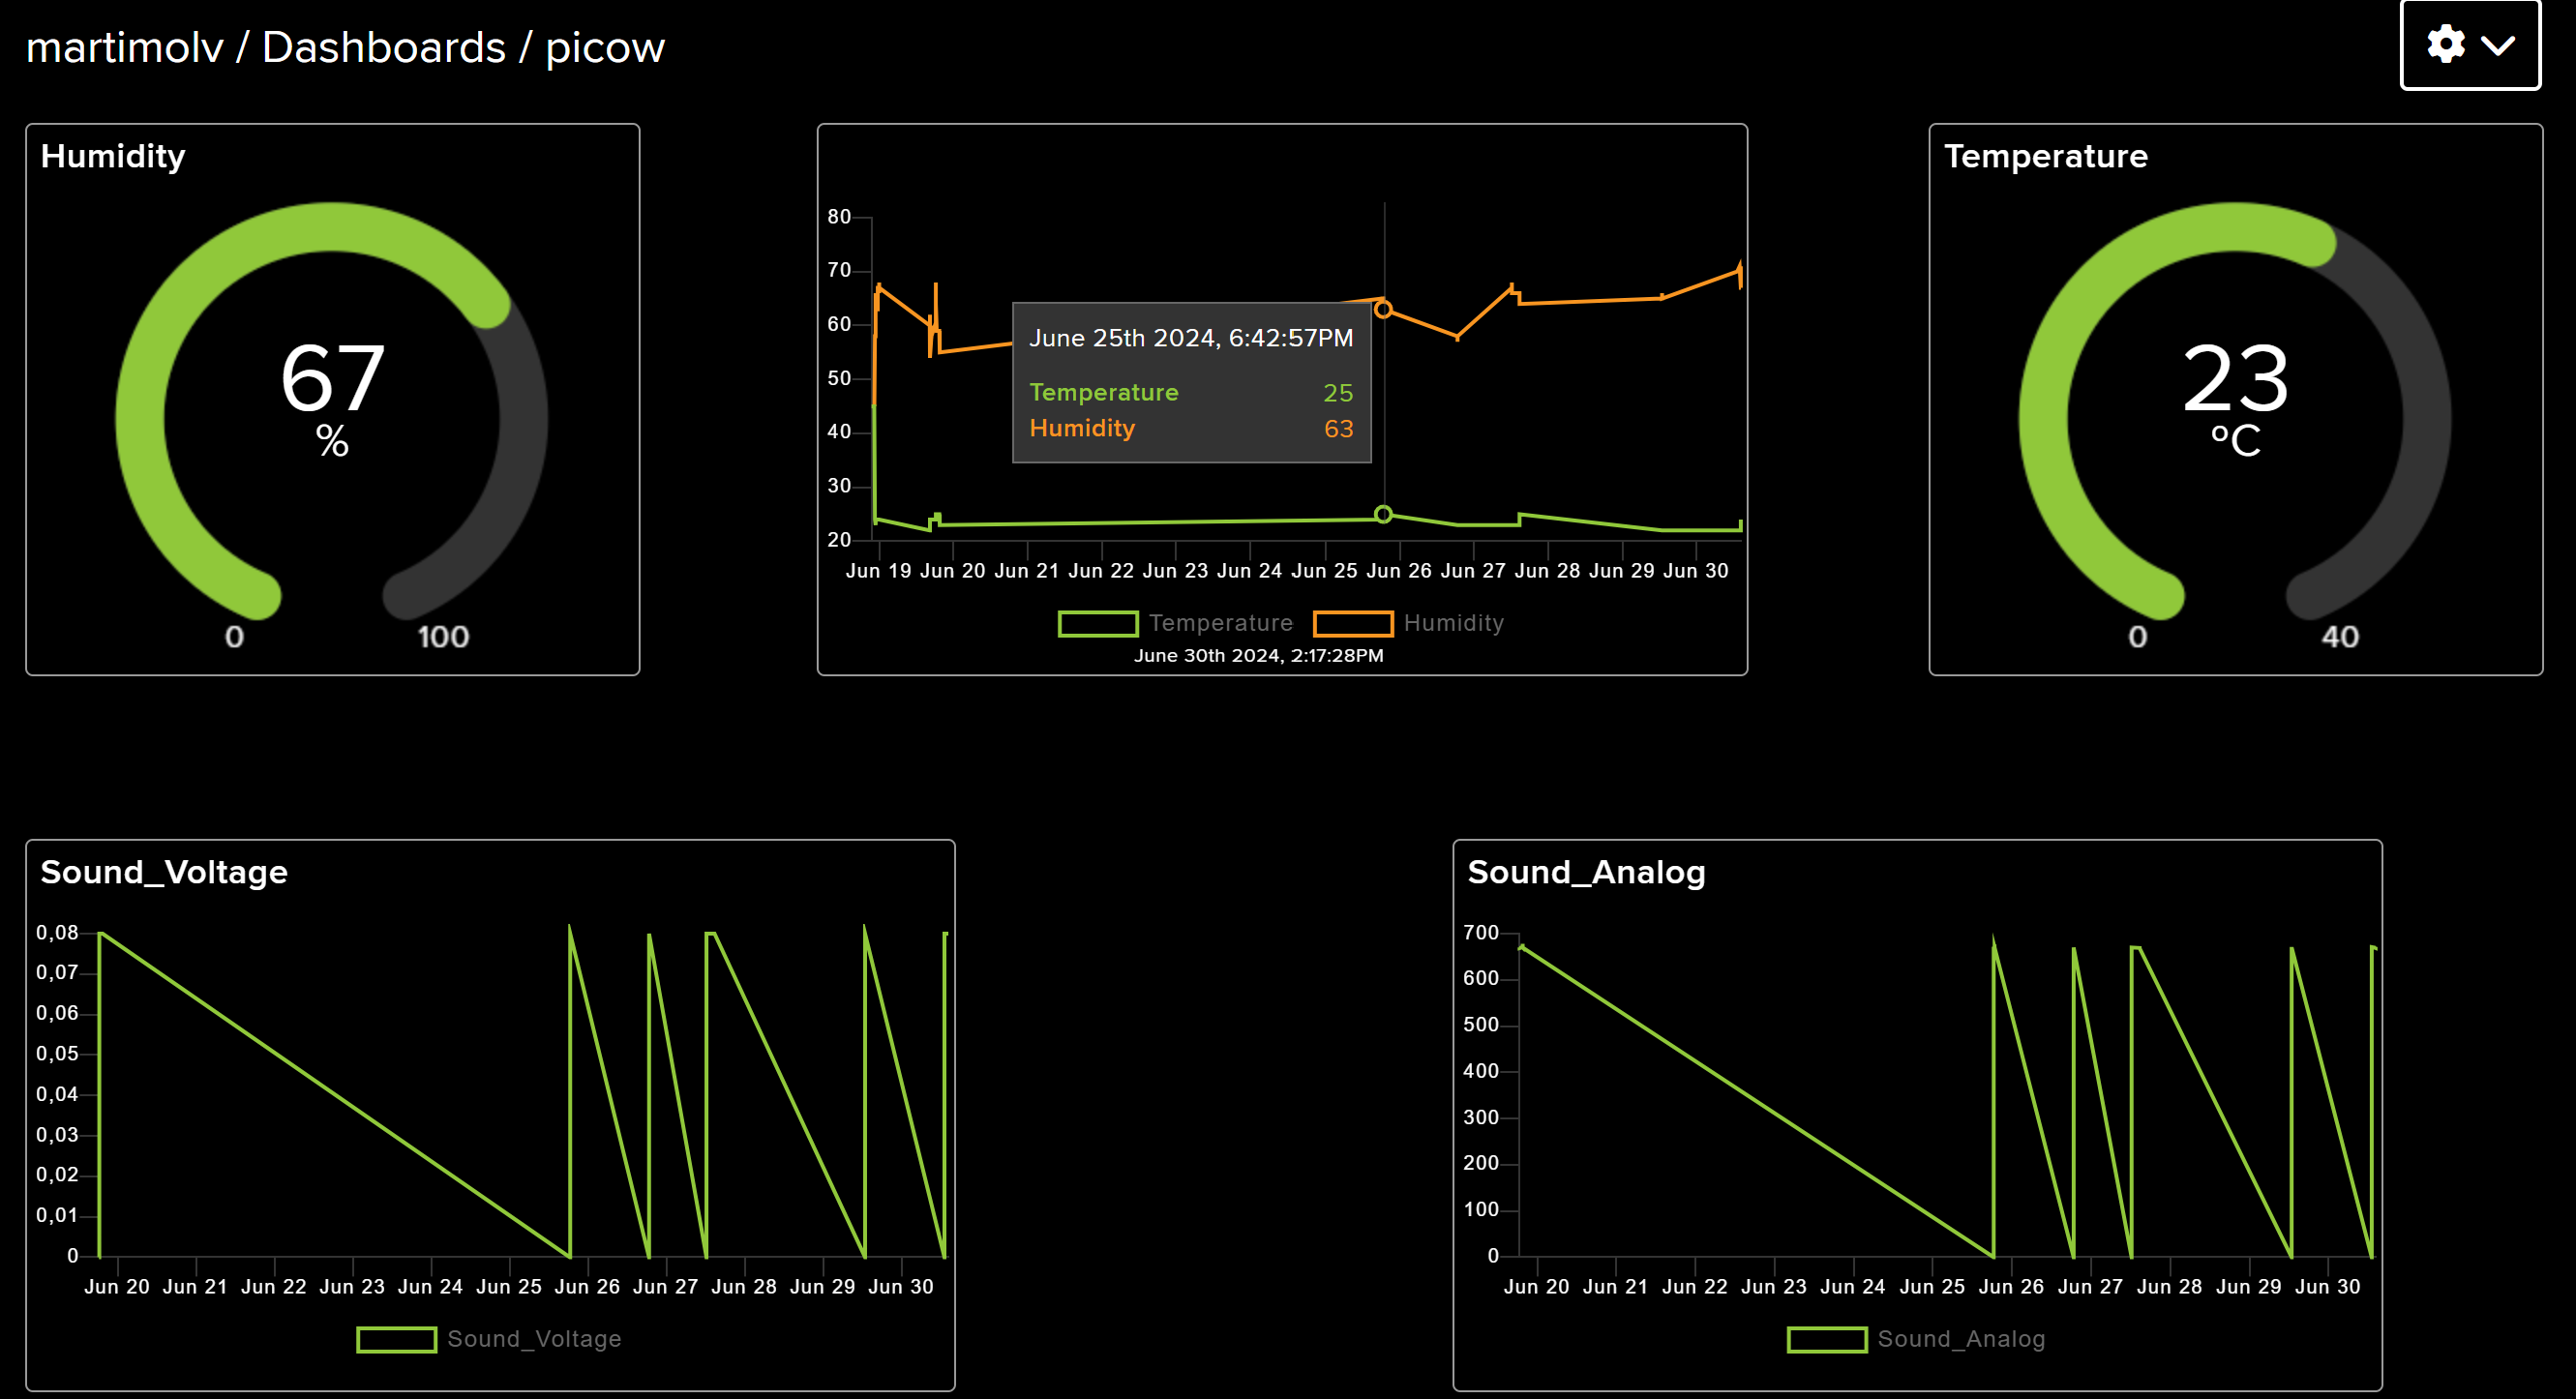 martimolv / Dashboards / picow
Humidity
67
%
0 100
80
70
60
50
40
30
20
June 25th 2024, 6:42:57PM
Temperature 25
Humidity 63
Jun 19 Jun 20 Jun 21 Jun 22 Jun 23 Jun 24 Jun 25 Jun 26 Jun 27 Jun 28 Jun 29 Jun 30
Temperature Humidity
June 30th 2024, 2:17:28PM
Temperature
23
ºC
0 40
Sound_Voltage
0,08
0,07
0,06
0,05
0,04
0,03
0,02
0,01
0
Jun 20 Jun 21 Jun 22 Jun 23 Jun 24 Jun 25 Jun 26 Jun 27 Jun 28 Jun 29 Jun 30
Sound_Voltage
Sound_Analog
700
600
500
400
300
200
100
0
Jun 20 Jun 21 Jun 22 Jun 23 Jun 24 Jun 25 Jun 26 Jun 27 Jun 28 Jun 29 Jun 30
Sound_Analog